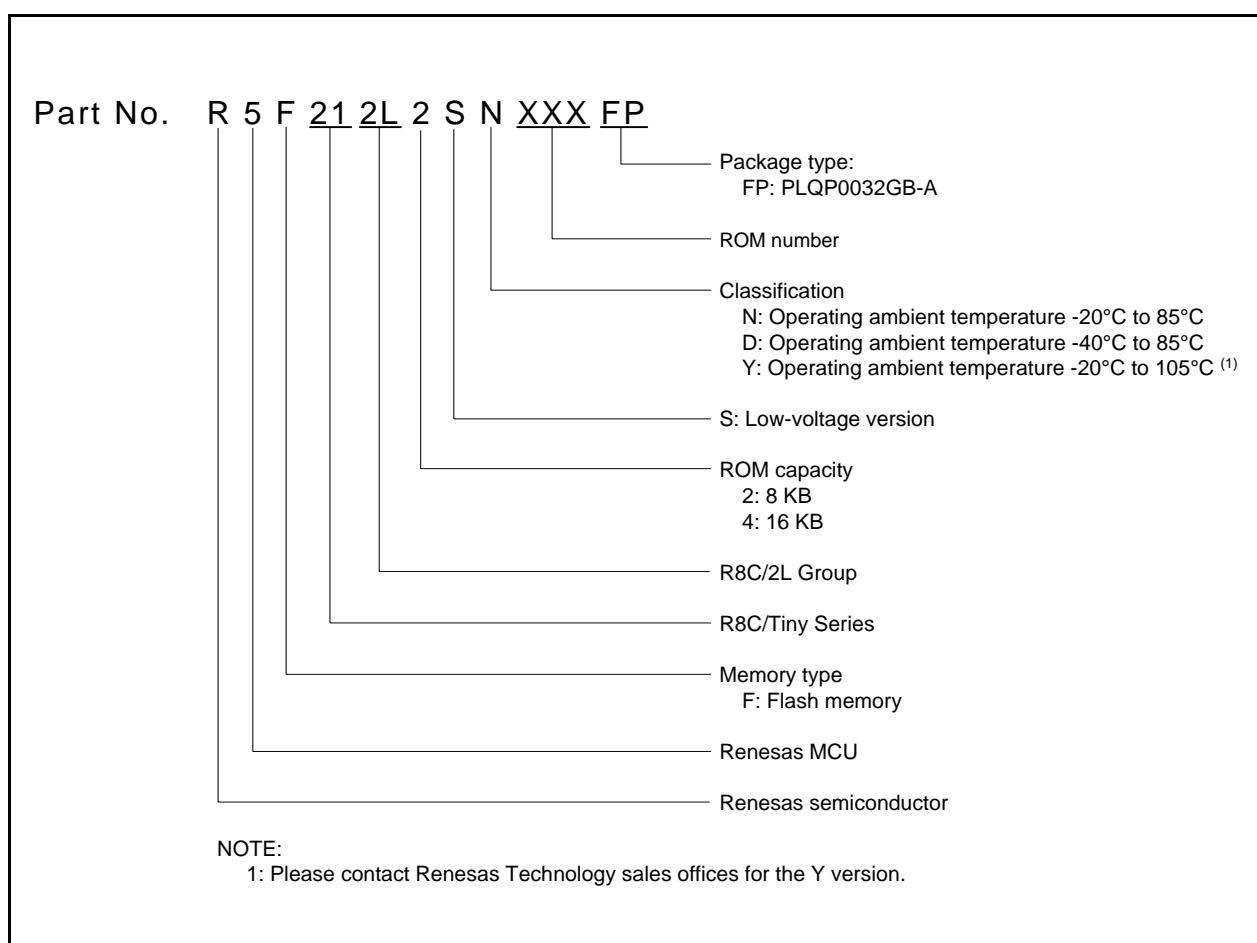 Part No. R 5 F 21 2L 2 S N XXX FP
Package type:
FP: PLQP0032GB-A
ROM number
Classification
N: Operating ambient temperature -20°C to 85°C
D: Operating ambient temperature -40°C to 85°C
Y: Operating ambient temperature -20°C to 105°C (1)
S: Low-voltage version
ROM capacity
2: 8 KB
4: 16 KB
R8C/2L Group
R8C/Tiny Series
Memory type
F: Flash memory
Renesas MCU
Renesas semiconductor
NOTE:
1: Please contact Renesas Technology sales offices for the Y version.